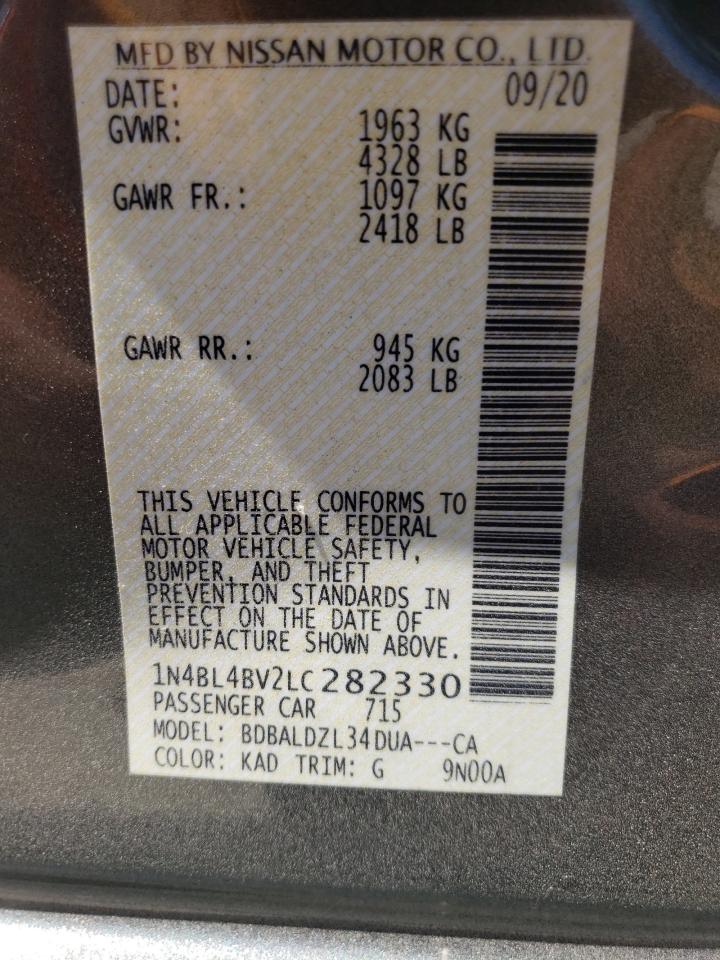 MFD BY NISSAN MOTOR CO., LTD.
DATE: 09/20
GVWR: 1963 KG
4328 LB
GAWR FR.: 1097 KG
2418 LB
GAWR RR.: 945 KG
2083 LB
THIS VEHICLE CONFORMS TO
ALL APPLICABLE FEDERAL
MOTOR VEHICLE SAFETY,
BUMPER, AND THEFT
PREVENTION STANDARDS IN
EFFECT ON THE DATE OF
MANUFACTURE SHOWN ABOVE.
1N4BL4BV2LC282330
PASSENGER CAR 715
MODEL: BDBALDZL34DUA---CA
COLOR: KAD TRIM: G 9N00A